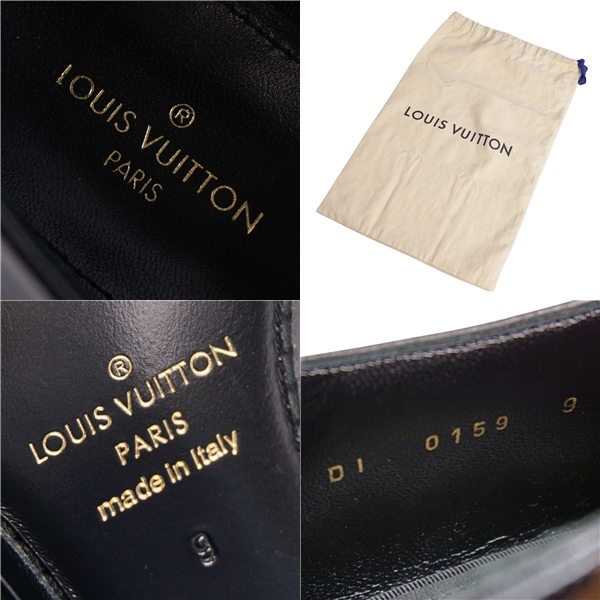 ®
LOUIS VUITTON
PARIS
LOUIS VUITTON
®
LOUIS VUITTON
PARIS
made in Italy
9
DI 0159 9